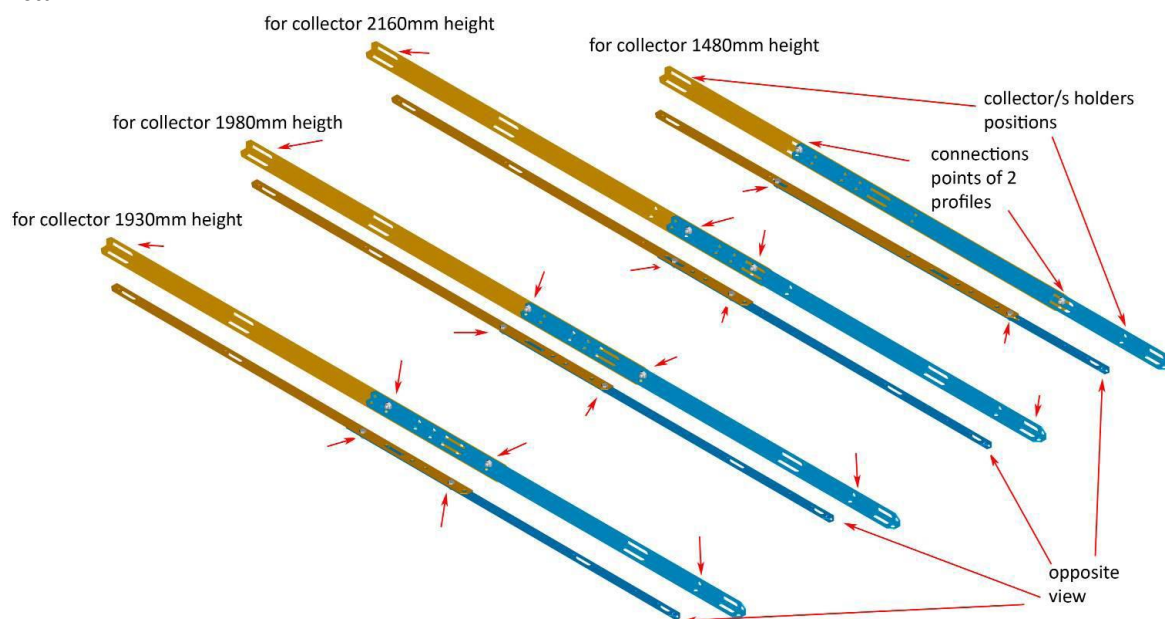 for collector 2160mm height
for collector 1480mm height
collector/s holders
positions
for collector 1980mm heigth
connections
points of 2
profiles
for collector 1930mm height
opposite
view